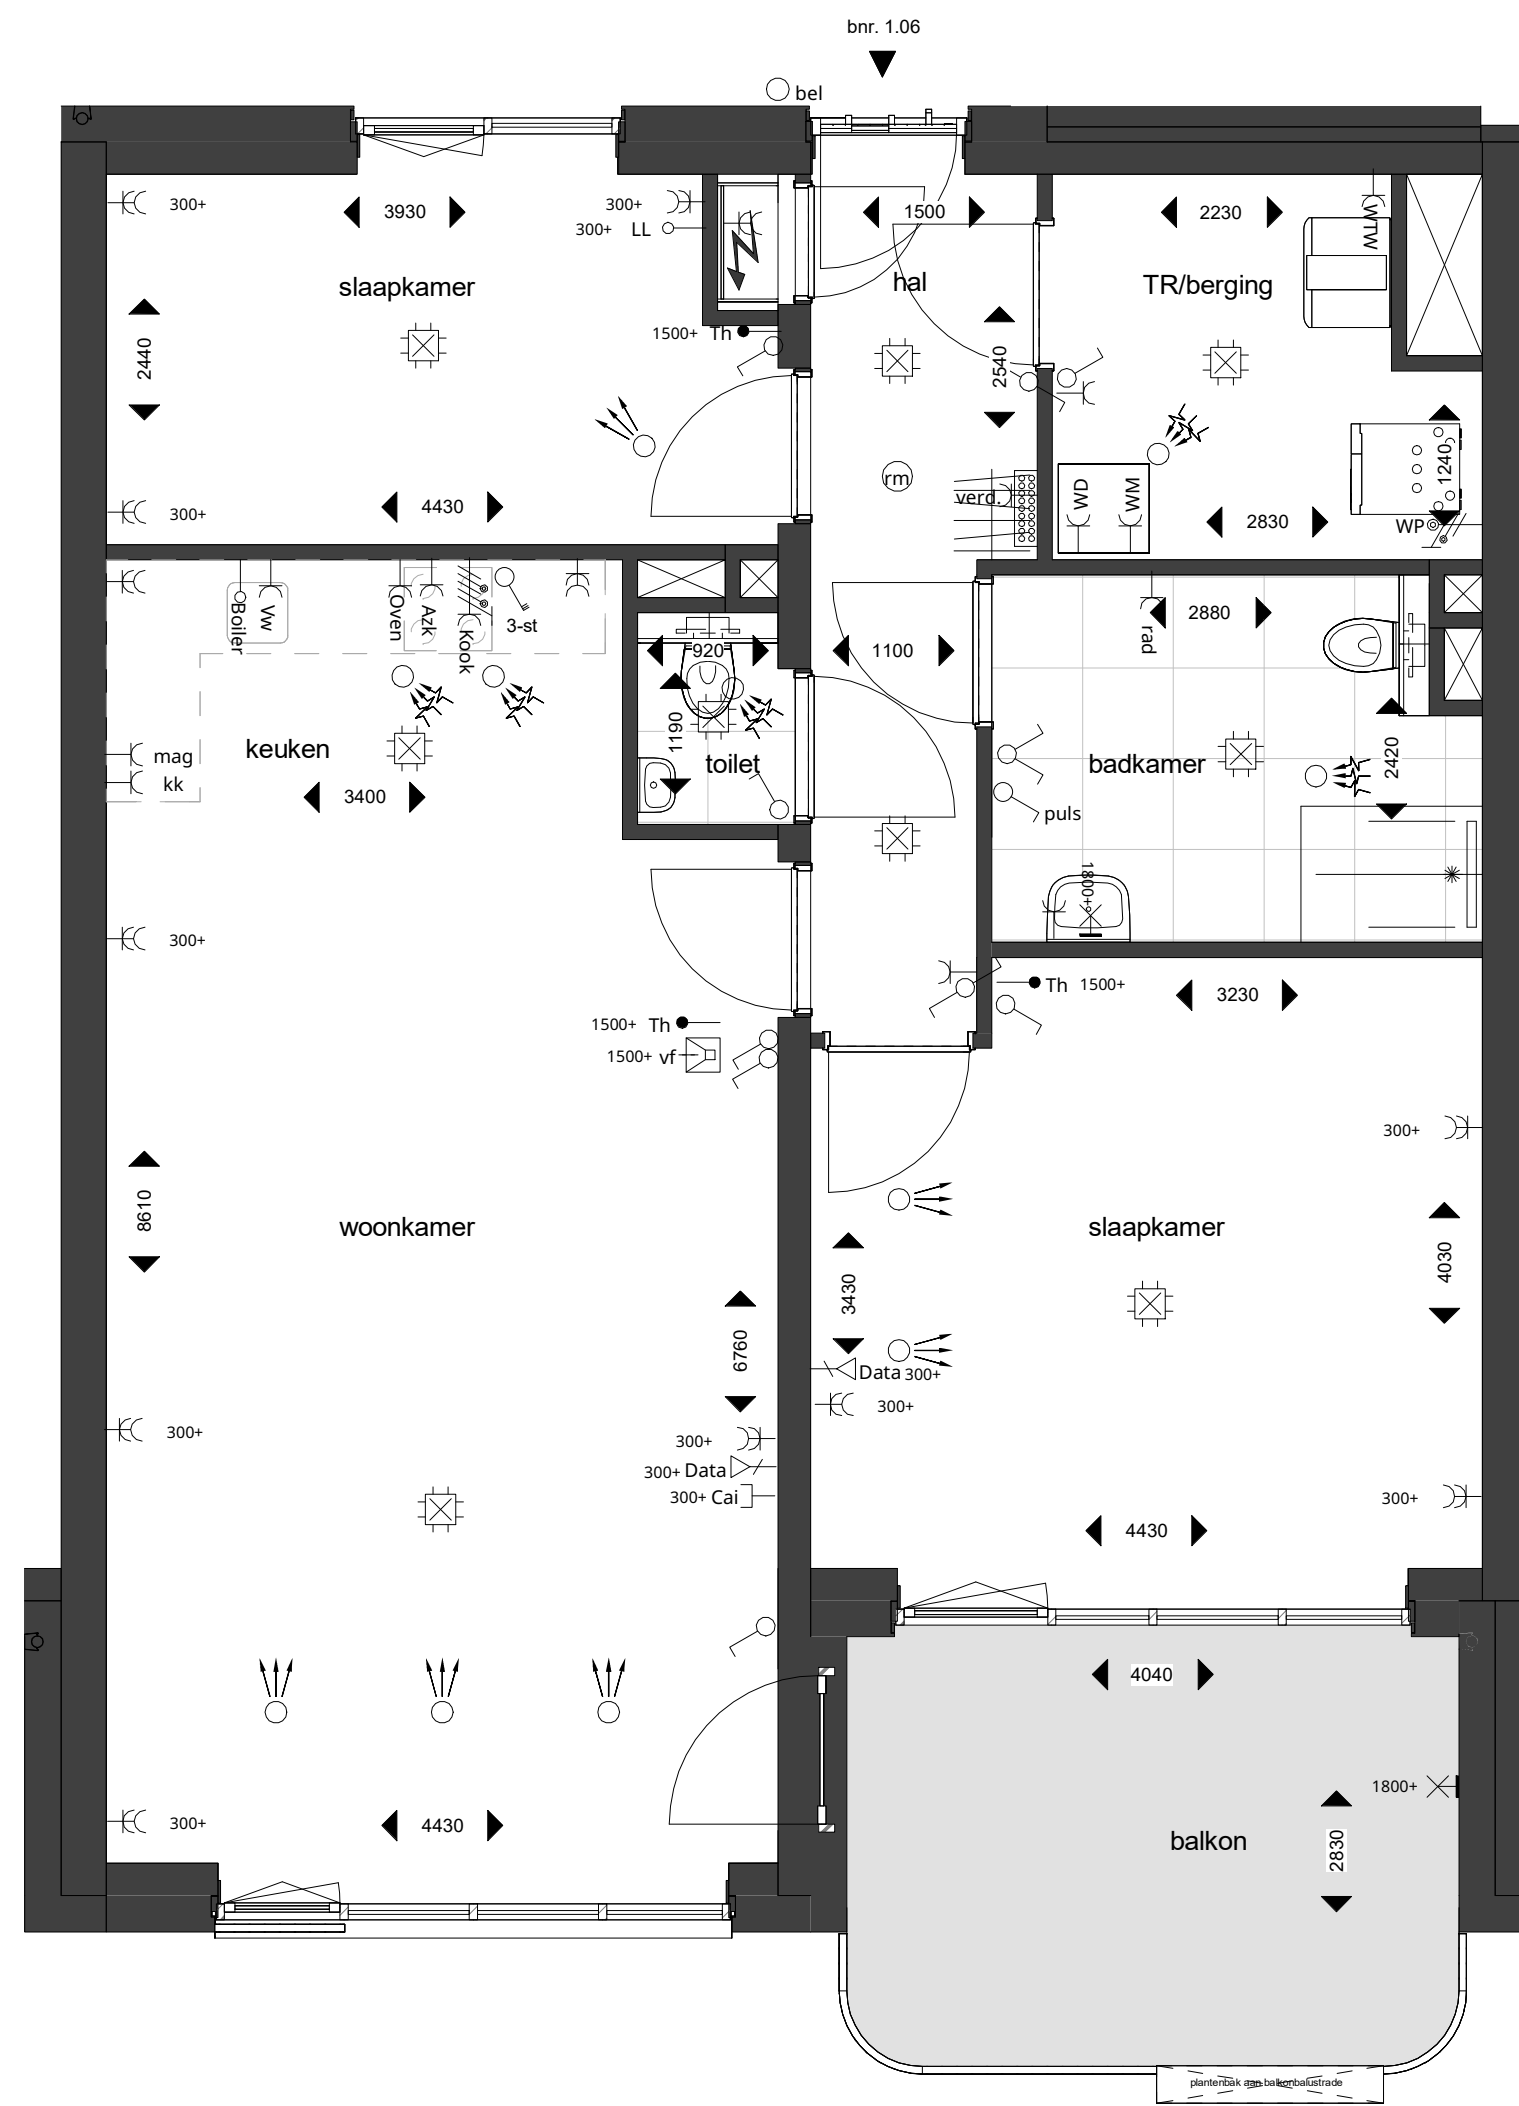 bnr. 1.06
bel
300+
3930
300+
300+ LL
1500
2230
WTW
slaapkamer
hal
TR/berging
2440
1500+ Th
2540
1240
300+
4430
rm
verd.
WD
WM
2830
WP
Boiler
Vw
Oven
Azk
Kook
3-st
920
1100
rad
2880
1190
mag
kk
keuken
3400
toilet
badkamer
2420
puls
1800+
300+
1500+ Th
1500+ vf
Th 1500+
3230
300+
8610
woonkamer
slaapkamer
4030
3430
6760
Data 300+
300+
300+
300+
300+ Data
300+ Cai
300+
4430
4040
1800+
300+
4430
balkon
2830
plantenbak aan balkonbalustrade